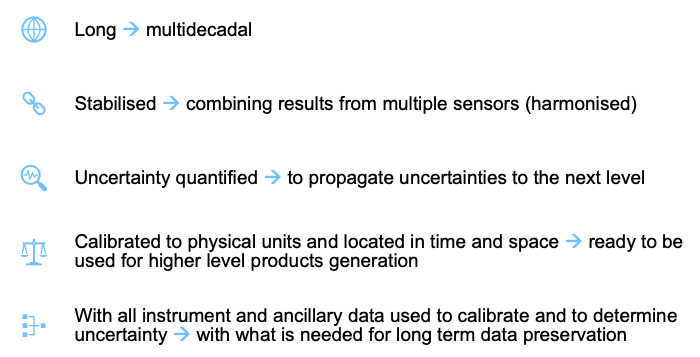 Long → multidecadal
Stabilised → combining results from multiple sensors (harmonised)
Uncertainty quantified → to propagate uncertainties to the next level
Calibrated to physical units and located in time and space → ready to be
used for higher level products generation
With all instrument and ancillary data used to calibrate and to determine
uncertainty → with what is needed for long term data preservation